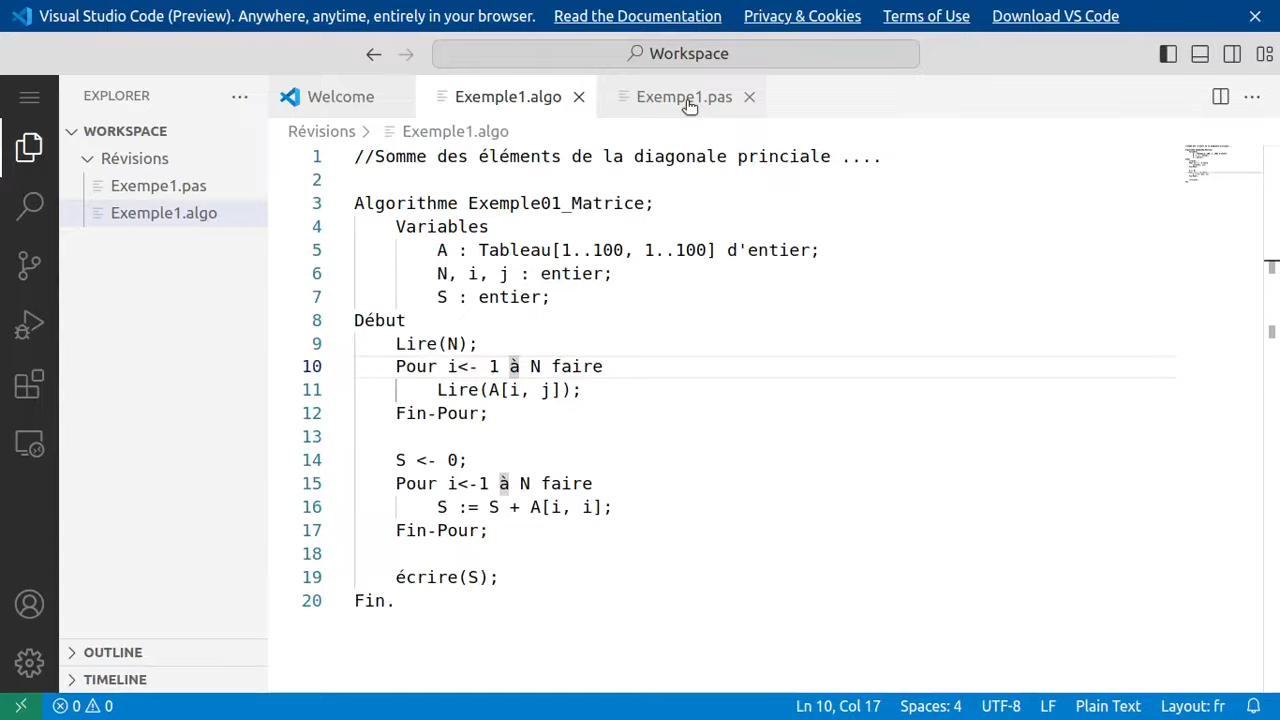 Visual Studio Code (Preview). Anywhere, anytime, entirely in your browser. Read the Documentation Privacy & Cookies Terms of Use Download VS Code
Workspace
EXPLORER
Welcome
Exemple1.algo
Exempe1.pas
WORKSPACE
Révisions
Exempe1.pas
Exemple1.algo
OUTLINE
TIMELINE
Révisions > Exemple1.algo
1 //Somme des éléments de la diagonale princiale ....
2
3 Algorithme Exemple01_Matrice;
4 Variables
5 A : Tableau[1..100, 1..100] d'entier;
6 N, i, j : entier;
7 S : entier;
8 Début
9 Lire(N);
10 Pour i<- 1 à N faire
11 Lire(A[i, j]);
12 Fin-Pour;
13
14 S <- 0;
15 Pour i<-1 à N faire
16 S := S + A[i, i];
17 Fin-Pour;
18
19 écrire(S);
20 Fin.
0 0 Ln 10, Col 17 Spaces: 4 UTF-8 LF Plain Text Layout: fr